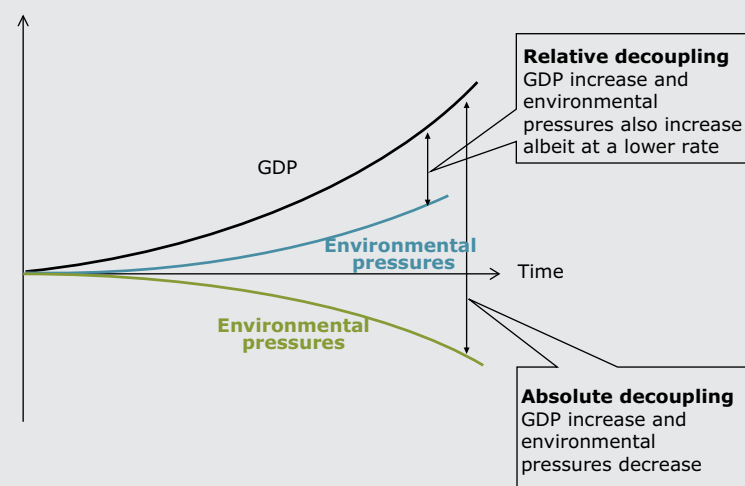 Relative decoupling
GDP increase and
environmental
pressures also increase
albeit at a lower rate
GDP
Environmental
pressures
Time
Environmental
pressures
Absolute decoupling
GDP increase and
environmental
pressures decrease